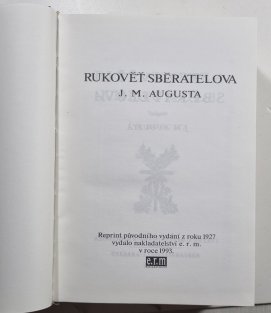 RUKOVĚŤ SBĚRATELOVA
J. M. AUGUSTA
Reprint původního vydání z roku 1927
vydalo nakladatelství e. r. m.
v roce 1993
e.r.m